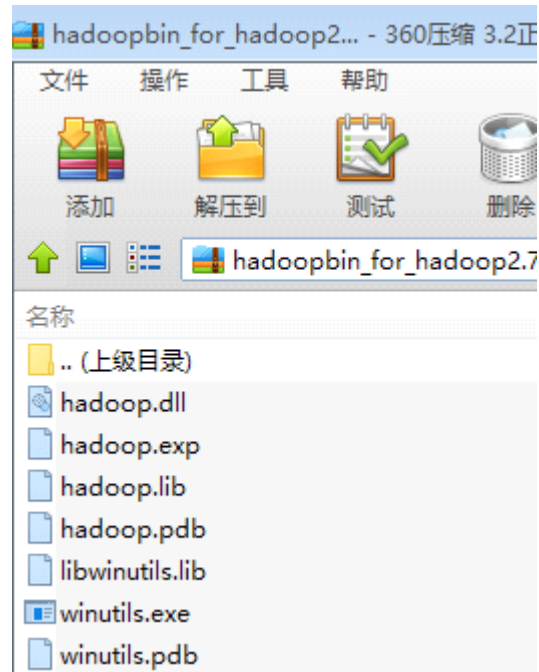 hadoopbin_for_hadoop2... - 360压缩 3.2正
文件 操作 工具 帮助
添加 解压到 测试 删除
hadoopbin_for_hadoop2.7
名称
.. (上级目录)
hadoop.dll
hadoop.exp
hadoop.lib
hadoop.pdb
libwinutils.lib
winutils.exe
winutils.pdb